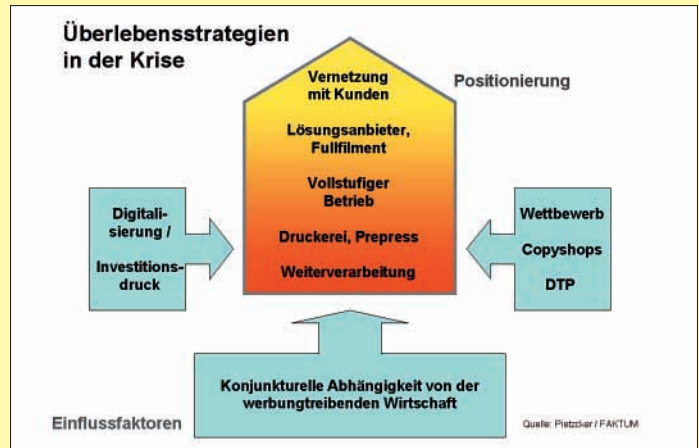 Überlebensstrategien
in der Krise
Vernetzung
mit Kunden
Positionierung
Lösungsanbieter,
Fullfilment
Vollstufiger
Betrieb
Druckerei, Prepress
Weiterverarbeitung
Digitali-
sierung /
Investitions-
druck
Wettbewerb
Copyshops
DTP
Konjunkturelle Abhängigkeit von der
werbungtreibenden Wirtschaft
Einflussfaktoren
Quelle: Pietzcker / FAKTUM